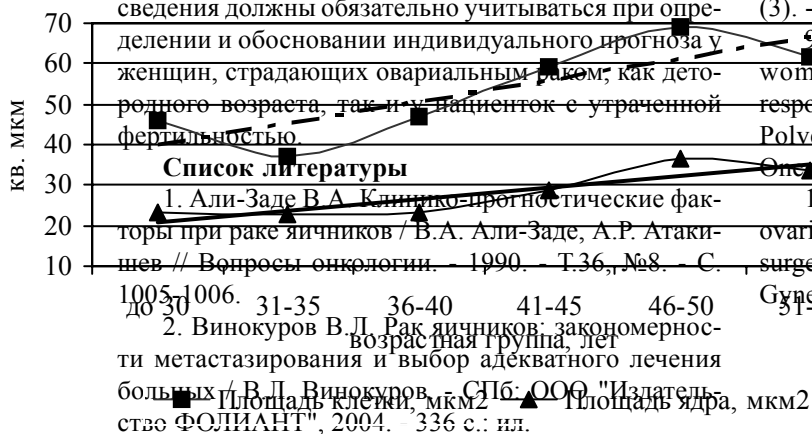 сведения должны обязательно учитываться при опре-
делении и обосновании индивидуального прогноза у
женщин, страдающих овариальным раком, как дето-
родного возраста, так и у пациенток с утраченной
фертильностью.
Список литературы
1. Али-Заде В.А. Клинико-прогностические фак-
торы при раке яичников / В.А. Али-Заде, А.Р. Атаки-
шев // Вопросы онкологии. - 1990. - Т.36, №8. - С.
1005-1006.
2. Винокуров В.Л. Рак яичников: закономернос-
ти метастазирования и выбор адекватного лечения
больных / В.Л. Винокуров. - СПб: ООО "Издатель-
ство ФОЛИАНТ", 2004. - 336 с.: ил.
(3). -
wom
respo
Polv
One
ovari
surge
Gyne
кв. мкм
70
60
50
40
30
20
10
до 30 31-35 36-40 41-45 46-50 51-
возрастная группа, лет
Площадь клетки, мкм2 Площадь ядра, мкм2